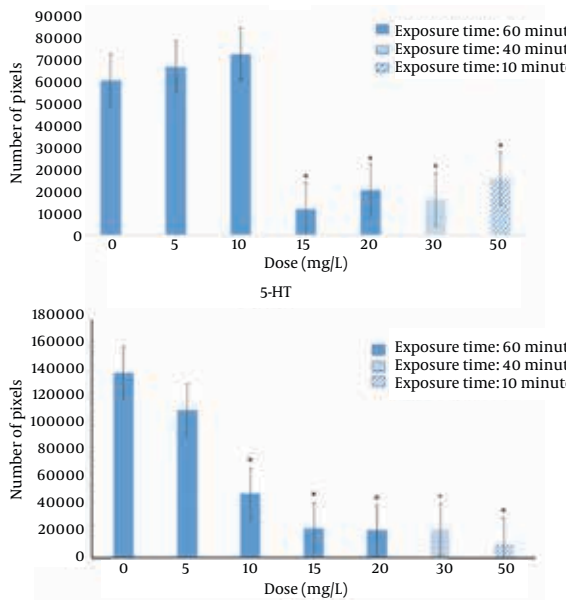 90000
80000
70000
60000
50000
40000
30000
20000
10000
0
Number of pixels
Exposure time: 60 minut
Exposure time: 40 minut
Exposure time: 10 minute
* * * *
0 5 10 15 20 30 50
Dose (mg/L)
5-HT
180000
160000
140000
120000
100000
80000
60000
40000
20000
0
Number of pixels
Exposure time: 60 minut
Exposure time: 40 minut
Exposure time: 10 minute
* * * * *
0 5 10 15 20 30 50
Dose (mg/L)